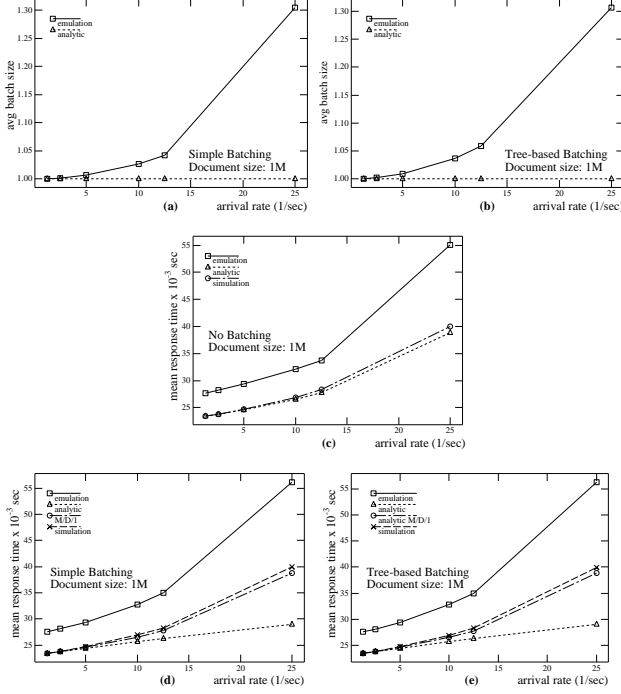 1.30
1.25
1.20
1.15
1.10
1.05
1.00
avg batch size
emulation
analytic
Simple Batching
Document size: 1M
5 10 15 20 25
(a) arrival rate (1/sec)
1.30
1.20
1.10
1.00
avg batch size
emulation
analytic
Tree-based Batching
Document size: 1M
5 10 15 20 25
(b) arrival rate (1/sec)
55
50
45
40
35
30
25
mean response time x 10-3 sec
emulation
analytic
simulation
No Batching
Document size: 1M
5 10 15 20 25
(c) arrival rate (1/sec)
55
50
45
40
35
30
25
mean response time x 10-3 sec
emulation
analytic
M/D/1
simulation
Simple Batching
Document size: 1M
5 10 15 20 25
(d) arrival rate (1/sec)
55
50
45
40
35
30
25
mean response time x 10-3 sec
emulation
analytic
analytic M/D/1
simulation
Tree-based Batching
Document size: 1M
5 10 15 20 25
(e) arrival rate (1/sec)